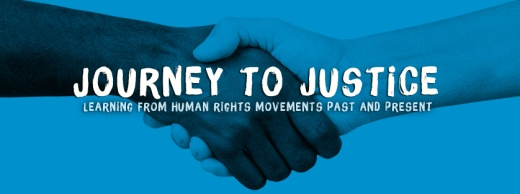 JOURNEY TO JUSTICE
LEARNING FROM HUMAN RIGHTS MOVEMENTS PAST AND PRESENT